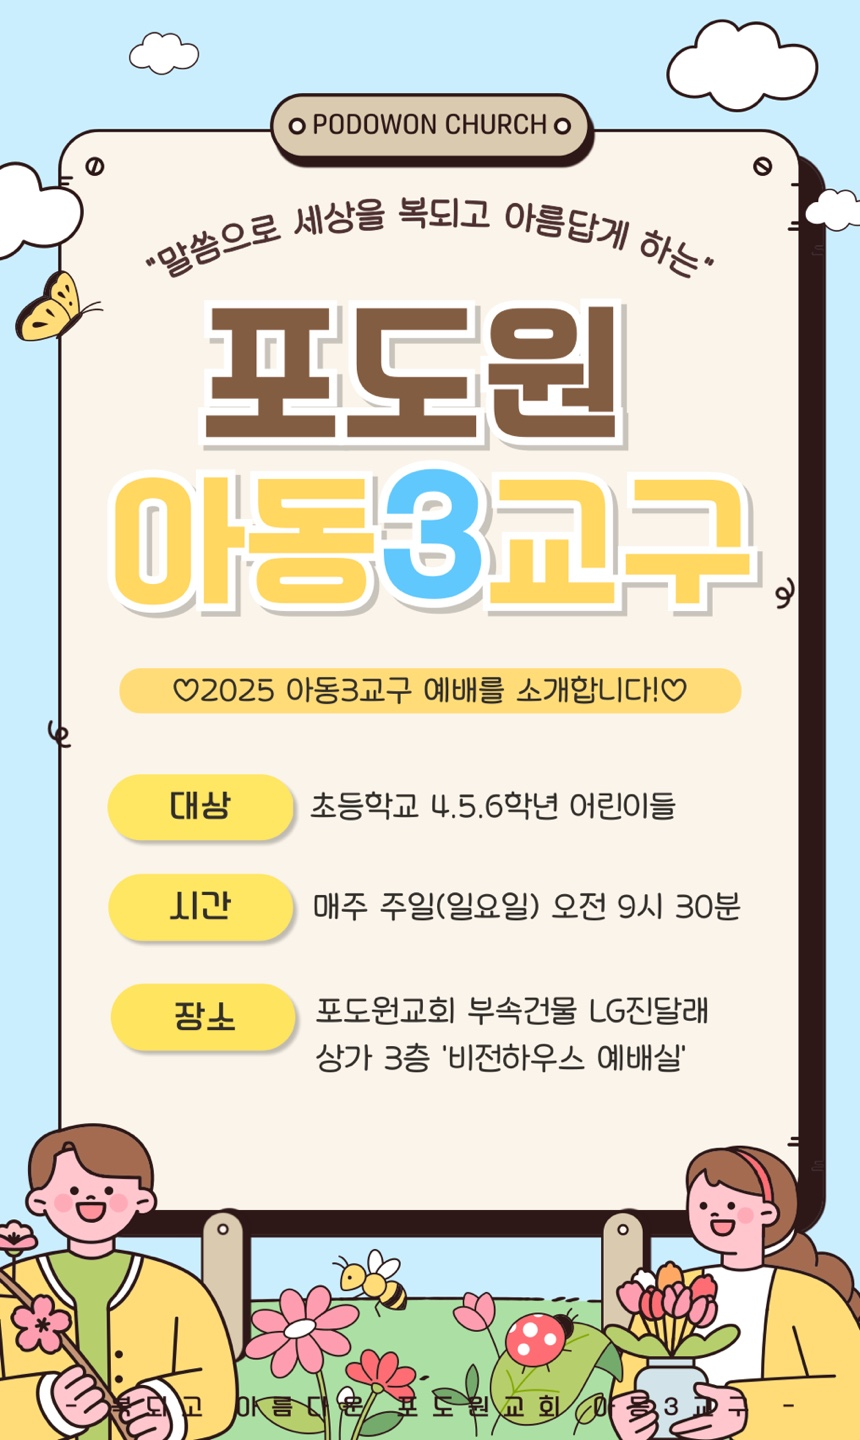 PODOWON CHURCH
"말씀으로 세상을 복되고 아름답게 하는"
포도원
아동3교구
♡2025 아동3교구 예배를 소개합니다!♡
대상
초등학교 4.5.6학년 어린이들
시간
매주 주일(일요일) 오전 9시 30분
장소
포도원교회 부속건물 LG진달래
상가 3층 '비전하우스 예배실'
- 복되고 아름다운 포도원교회 아동3교구 -